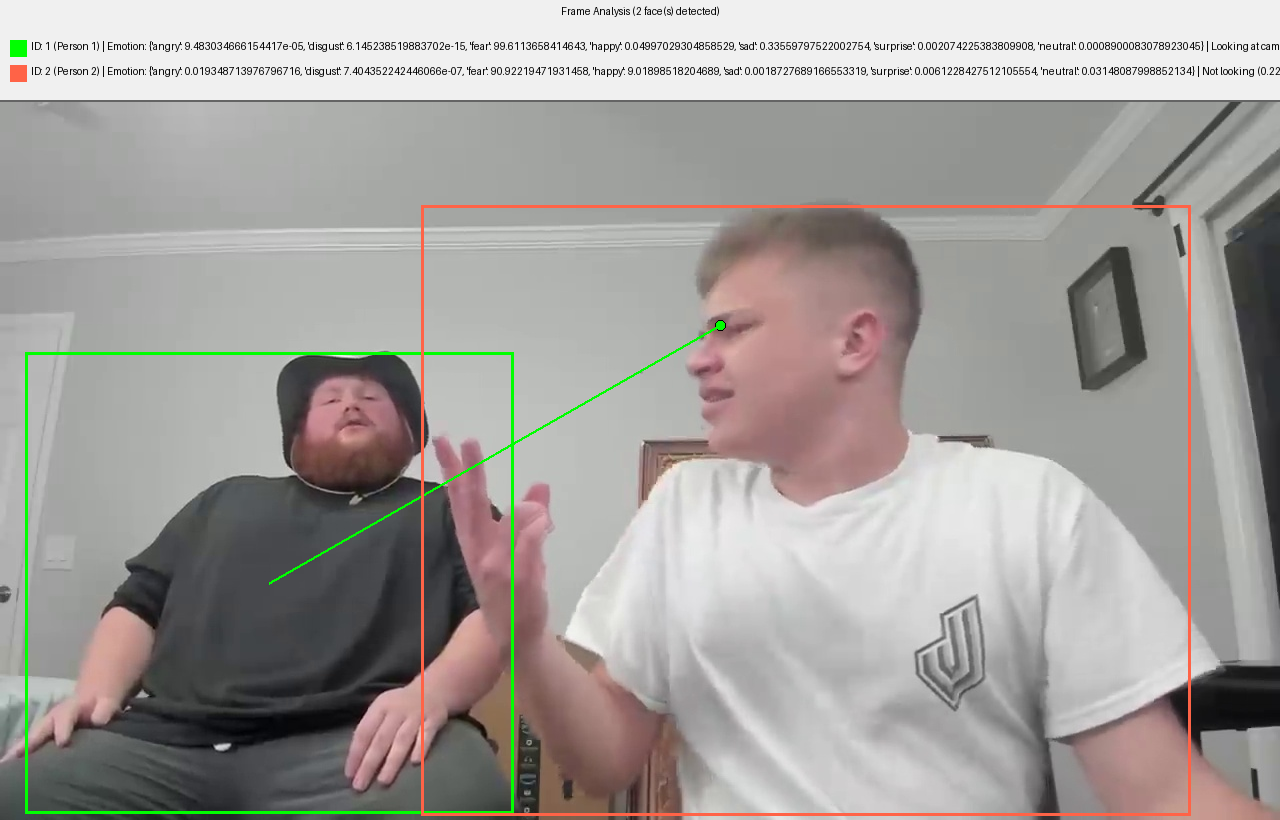 Frame Analysis (2 face(s) detected)
ID: 1 (Person 1) | Emotion: {'angry': 9.483034666154417e-05, 'disgust': 6.145238519883702e-15, 'fear': 99.6113658414643, 'happy': 0.04997029304858529, 'sad': 0.33559797522002754, 'surprise': 0.002074225383809908, 'neutral': 0.0008900083078923045} | Looking at cam
ID: 2 (Person 2) | Emotion: {'angry': 0.019348713976796716, 'disgust': 7.404352242446066e-07, 'fear': 90.92219471931458, 'happy': 9.01898518204689, 'sad': 0.0018727689166553319, 'surprise': 0.0061228427512105554, 'neutral': 0.03148087998852134} | Not looking (0.22